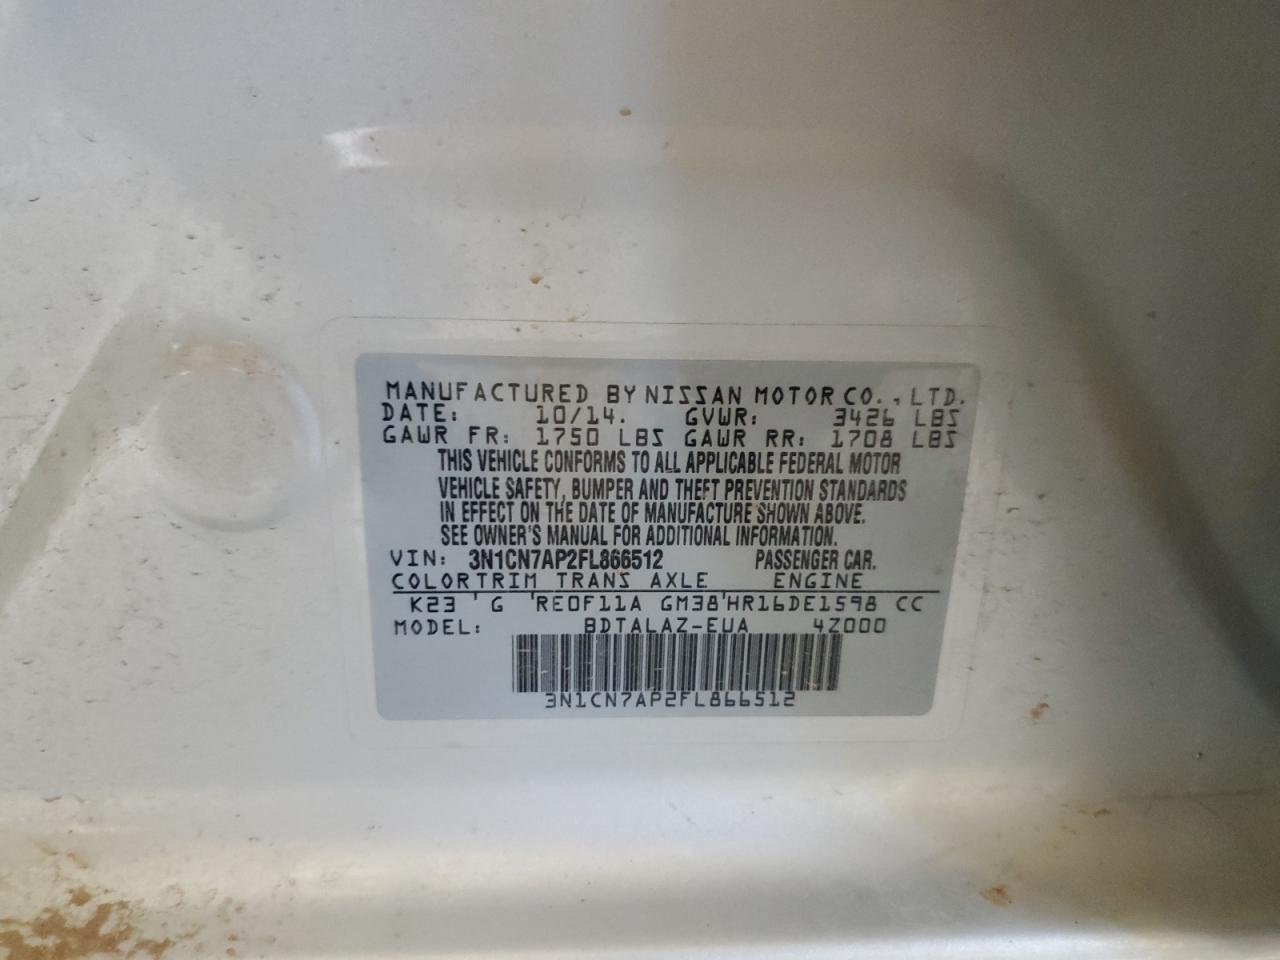 MANUFACTURED BY NISSAN MOTOR CO., LTD.
DATE: 10/14. GVWR: 3426 LBS
GAWR FR: 1750 LBS GAWR RR: 1708 LBS
THIS VEHICLE CONFORMS TO ALL APPLICABLE FEDERAL MOTOR
VEHICLE SAFETY, BUMPER AND THEFT PREVENTION STANDARDS
IN EFFECT ON THE DATE OF MANUFACTURE SHOWN ABOVE.
SEE OWNER'S MANUAL FOR ADDITIONAL INFORMATION.
VIN: 3N1CN7AP2FL866512 PASSENGER CAR.
COLOR TRIM TRANS AXLE ENGINE
K23 'G 'RE0F11A GM38'HR16DE1598 CC
MODEL: BDTALAZ-EUA 4Z000
3N1CN7AP2FL866512